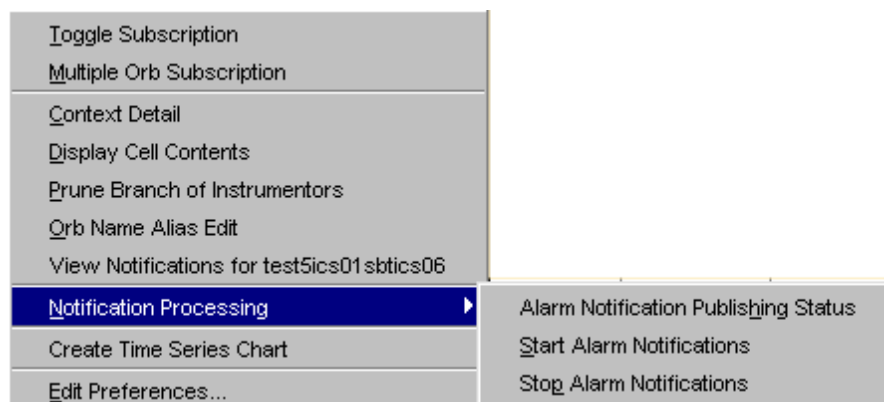 Toggle Subscription
Multiple Orb Subscription
Context Detail
Display Cell Contents
Prune Branch of Instrumentors
Orb Name Alias Edit
View Notifications for test5ics01sbtics06
Notification Processing
Alarm Notification Publishing Status
Create Time Series Chart
Start Alarm Notifications
Edit Preferences...
Stop Alarm Notifications